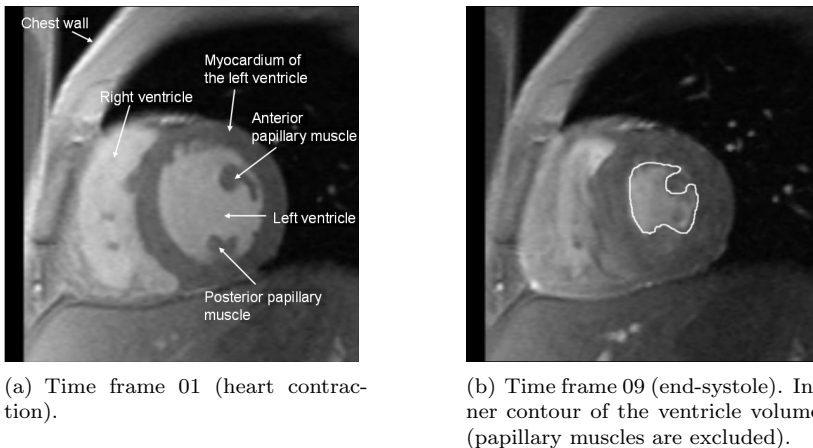 Chest wall
Myocardium of
the left ventricle
Right ventricle
Anterior
papillary muscle
Left ventricle
Posterior papillary
muscle
(a) Time frame 01 (heart contrac-
tion).
(b) Time frame 09 (end-systole). In-
ner contour of the ventricle volume
(papillary muscles are excluded).